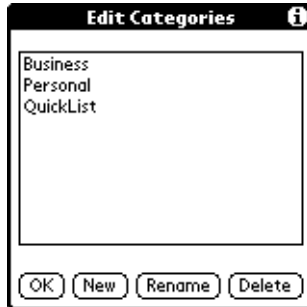 Edit Categories
Business
Personal
QuickList
OK New Rename Delete